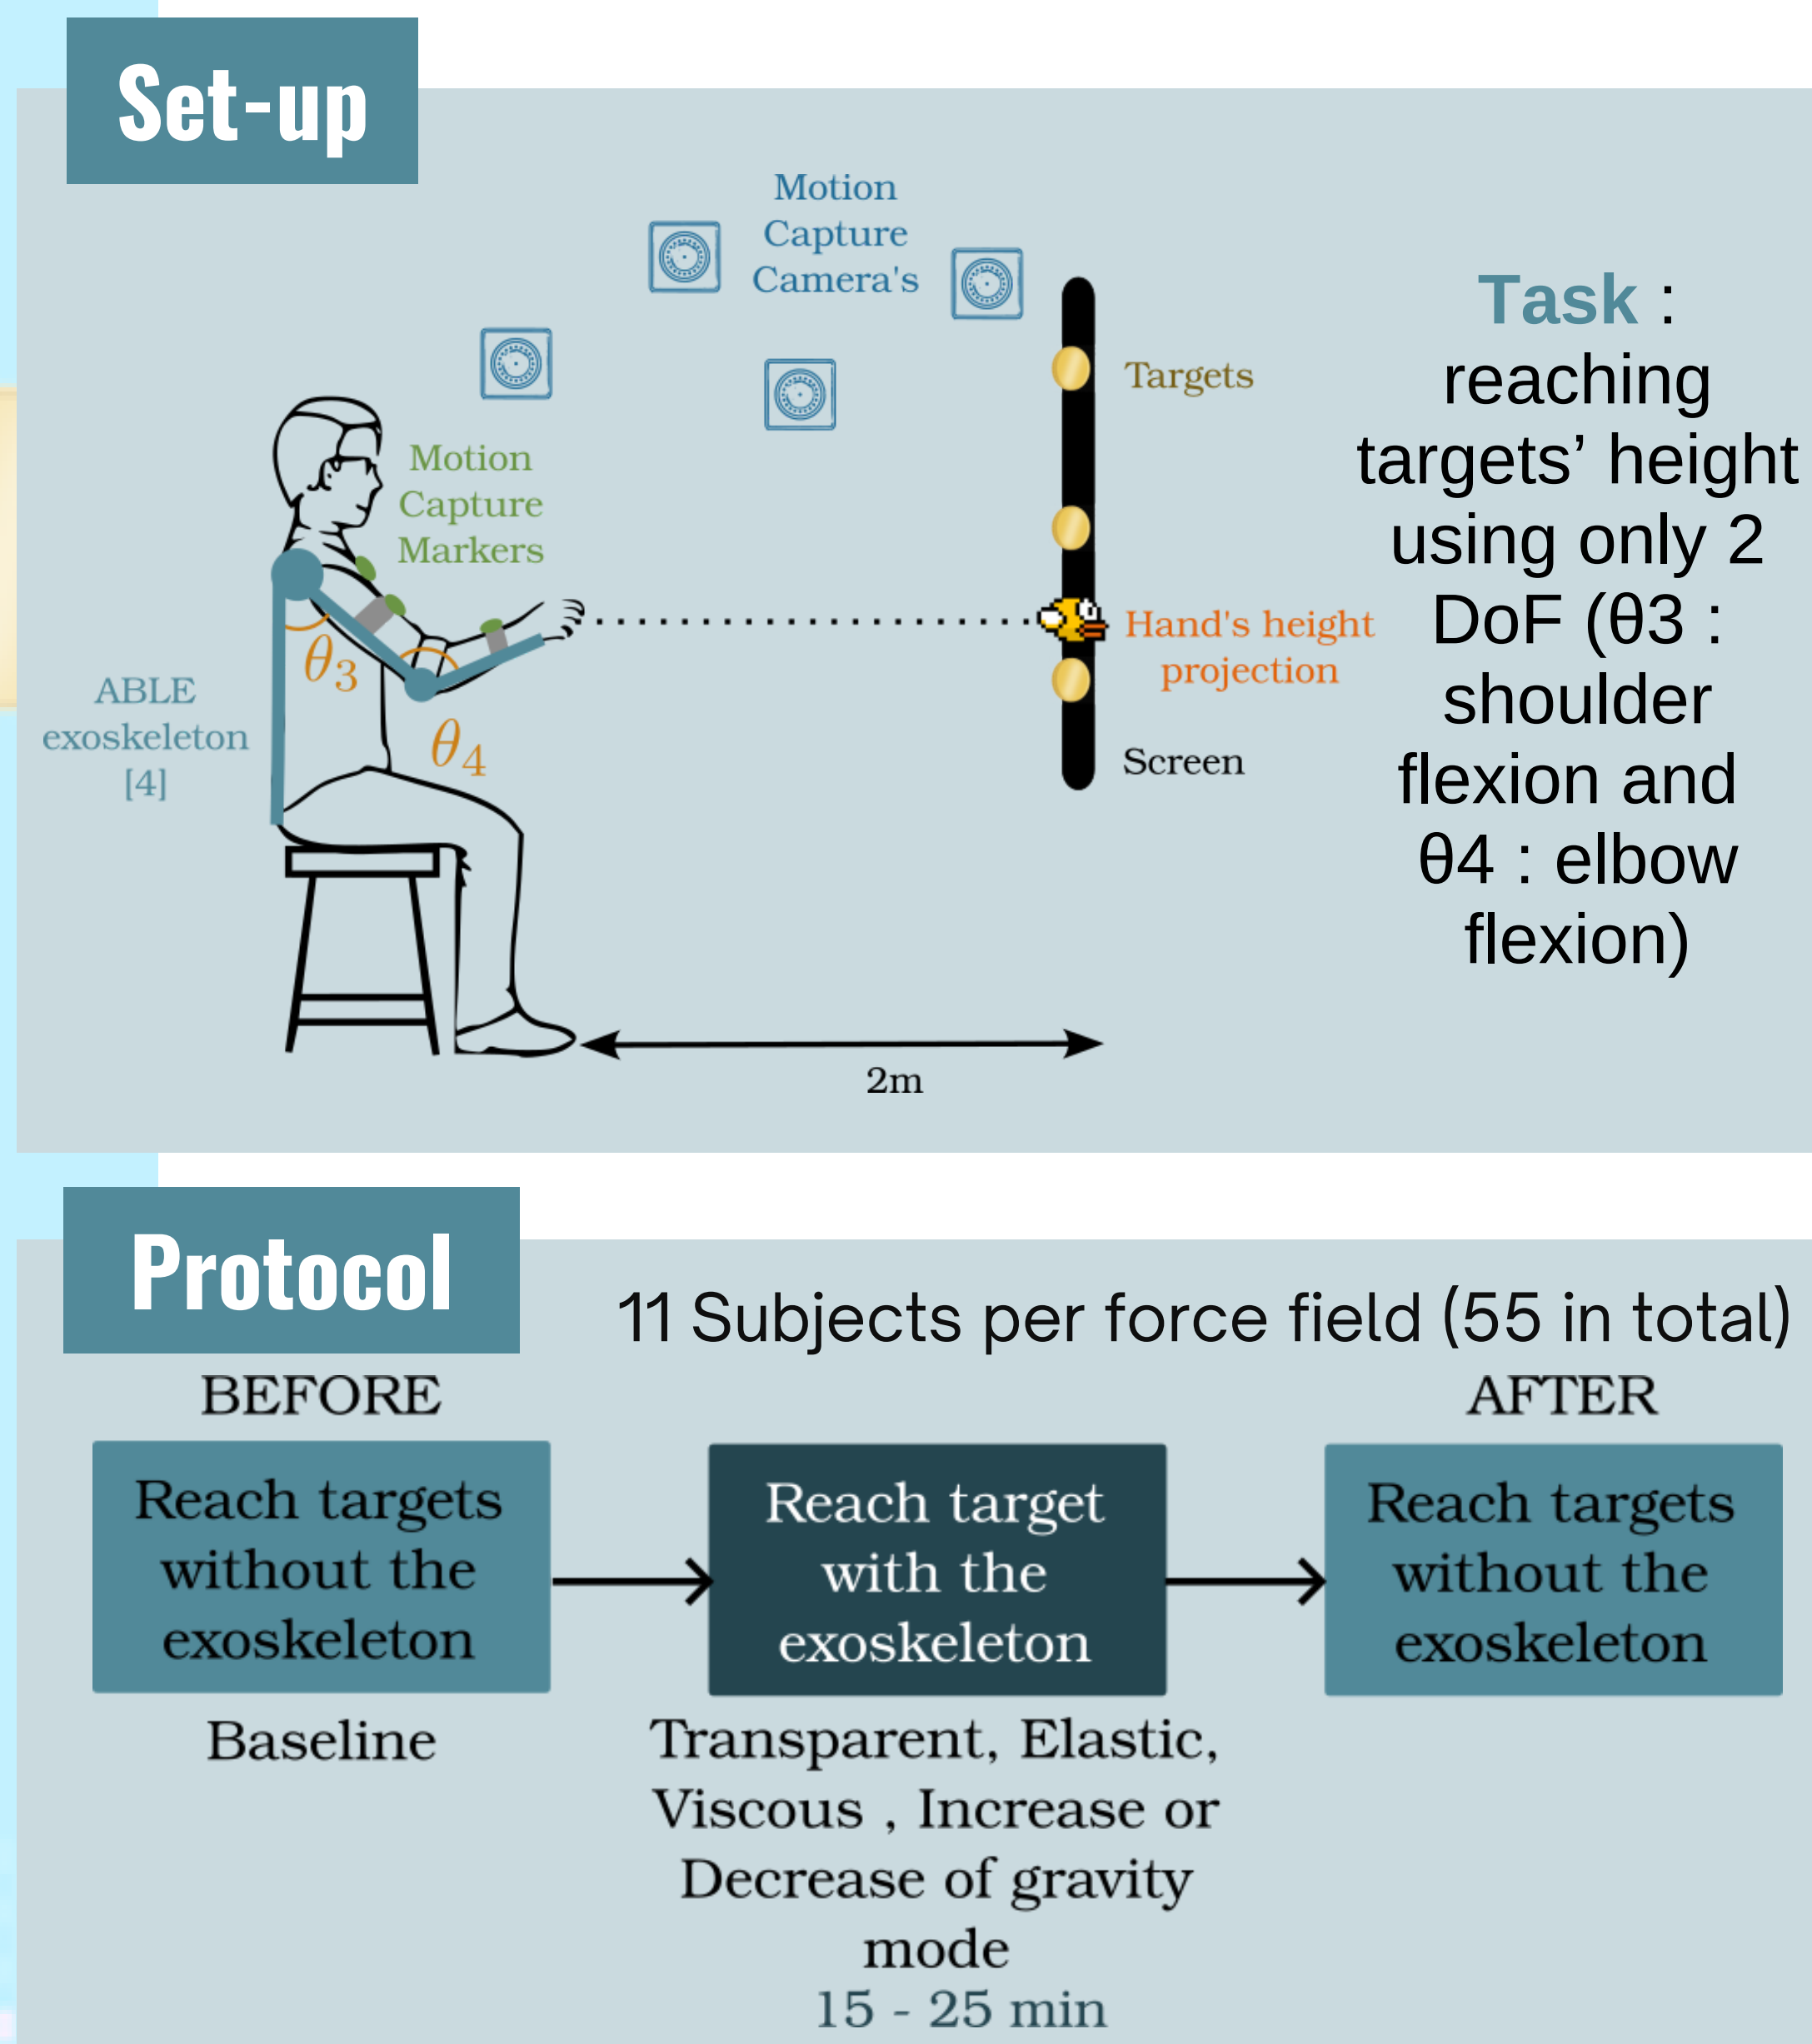 Set-up
Motion
Capture
Camera's
Targets
Motion
Capture
Markers
θ3
θ4
ABLE
exoskeleton
[4]
Hand's height
projection
Screen
2m
Task :
reaching
targets’ height
using only 2
DoF (θ3 :
shoulder
flexion and
θ4 : elbow
flexion)
Protocol
11 Subjects per force field (55 in total)
BEFORE
Reach targets
without the
exoskeleton
Baseline
Reach target
with the
exoskeleton
Transparent, Elastic,
Viscous , Increase or
Decrease of gravity
mode
15 - 25 min
AFTER
Reach targets
without the
exoskeleton